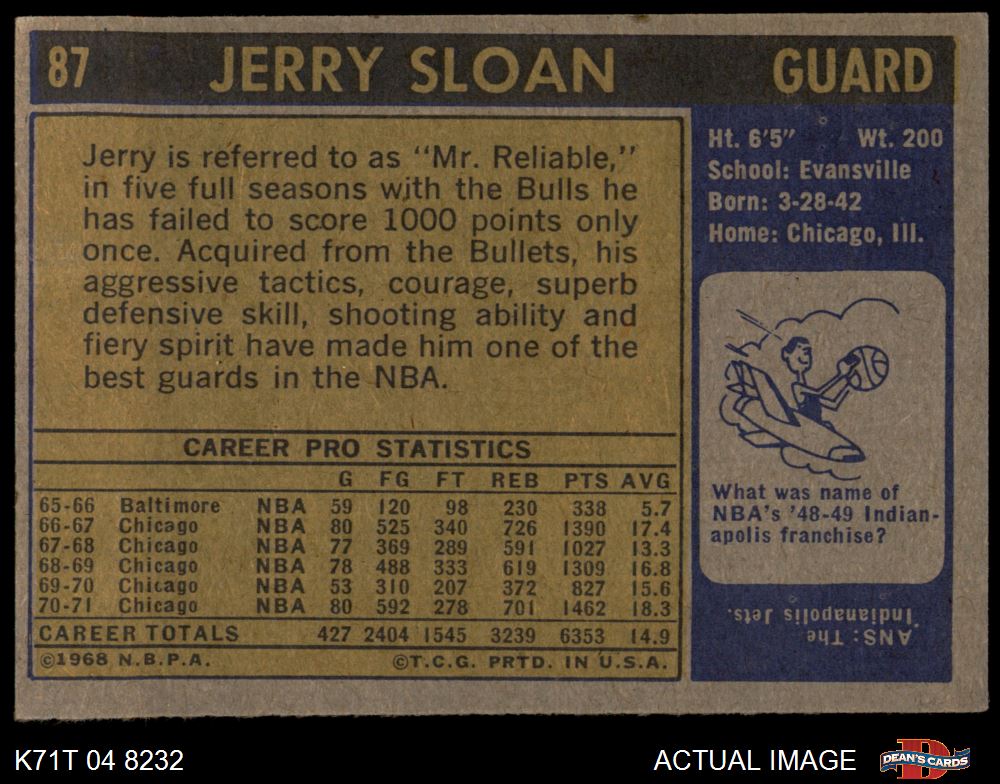 87 JERRY SLOAN GUARD
Jerry is referred to as "Mr. Reliable,"
in five full seasons with the Bulls he
has failed to score 1000 points only
once. Acquired from the Bullets, his
aggressive tactics, courage, superb
defensive skill, shooting ability and
fiery spirit have made him one of the
best guards in the NBA.
CAREER PRO STATISTICS
G FG FT REB PTS AVG
65-66 Baltimore NBA 59 120 98 230 338 5.7
66-67 Chicago NBA 80 525 340 726 1390 17.4
67-68 Chicago NBA 77 369 289 591 1027 13.3
68-69 Chicago NBA 78 488 333 619 1309 16.8
69-70 Chicago NBA 53 310 207 372 827 15.6
70-71 Chicago NBA 80 592 278 701 1462 18.3
CAREER TOTALS 427 2404 1545 3239 6353 14.9
©1968 N.B.P.A. ©T.C.G. PRTD. IN U.S.A.
Ht. 6'5" Wt. 200
School: Evansville
Born: 3-28-42
Home: Chicago, Ill.
What was name of
NBA's '48-49 Indian-
apolis franchise?
ANS: The
Indianapolis Jets.
K71T 04 8232 ACTUAL IMAGE DEAN'S CARDS